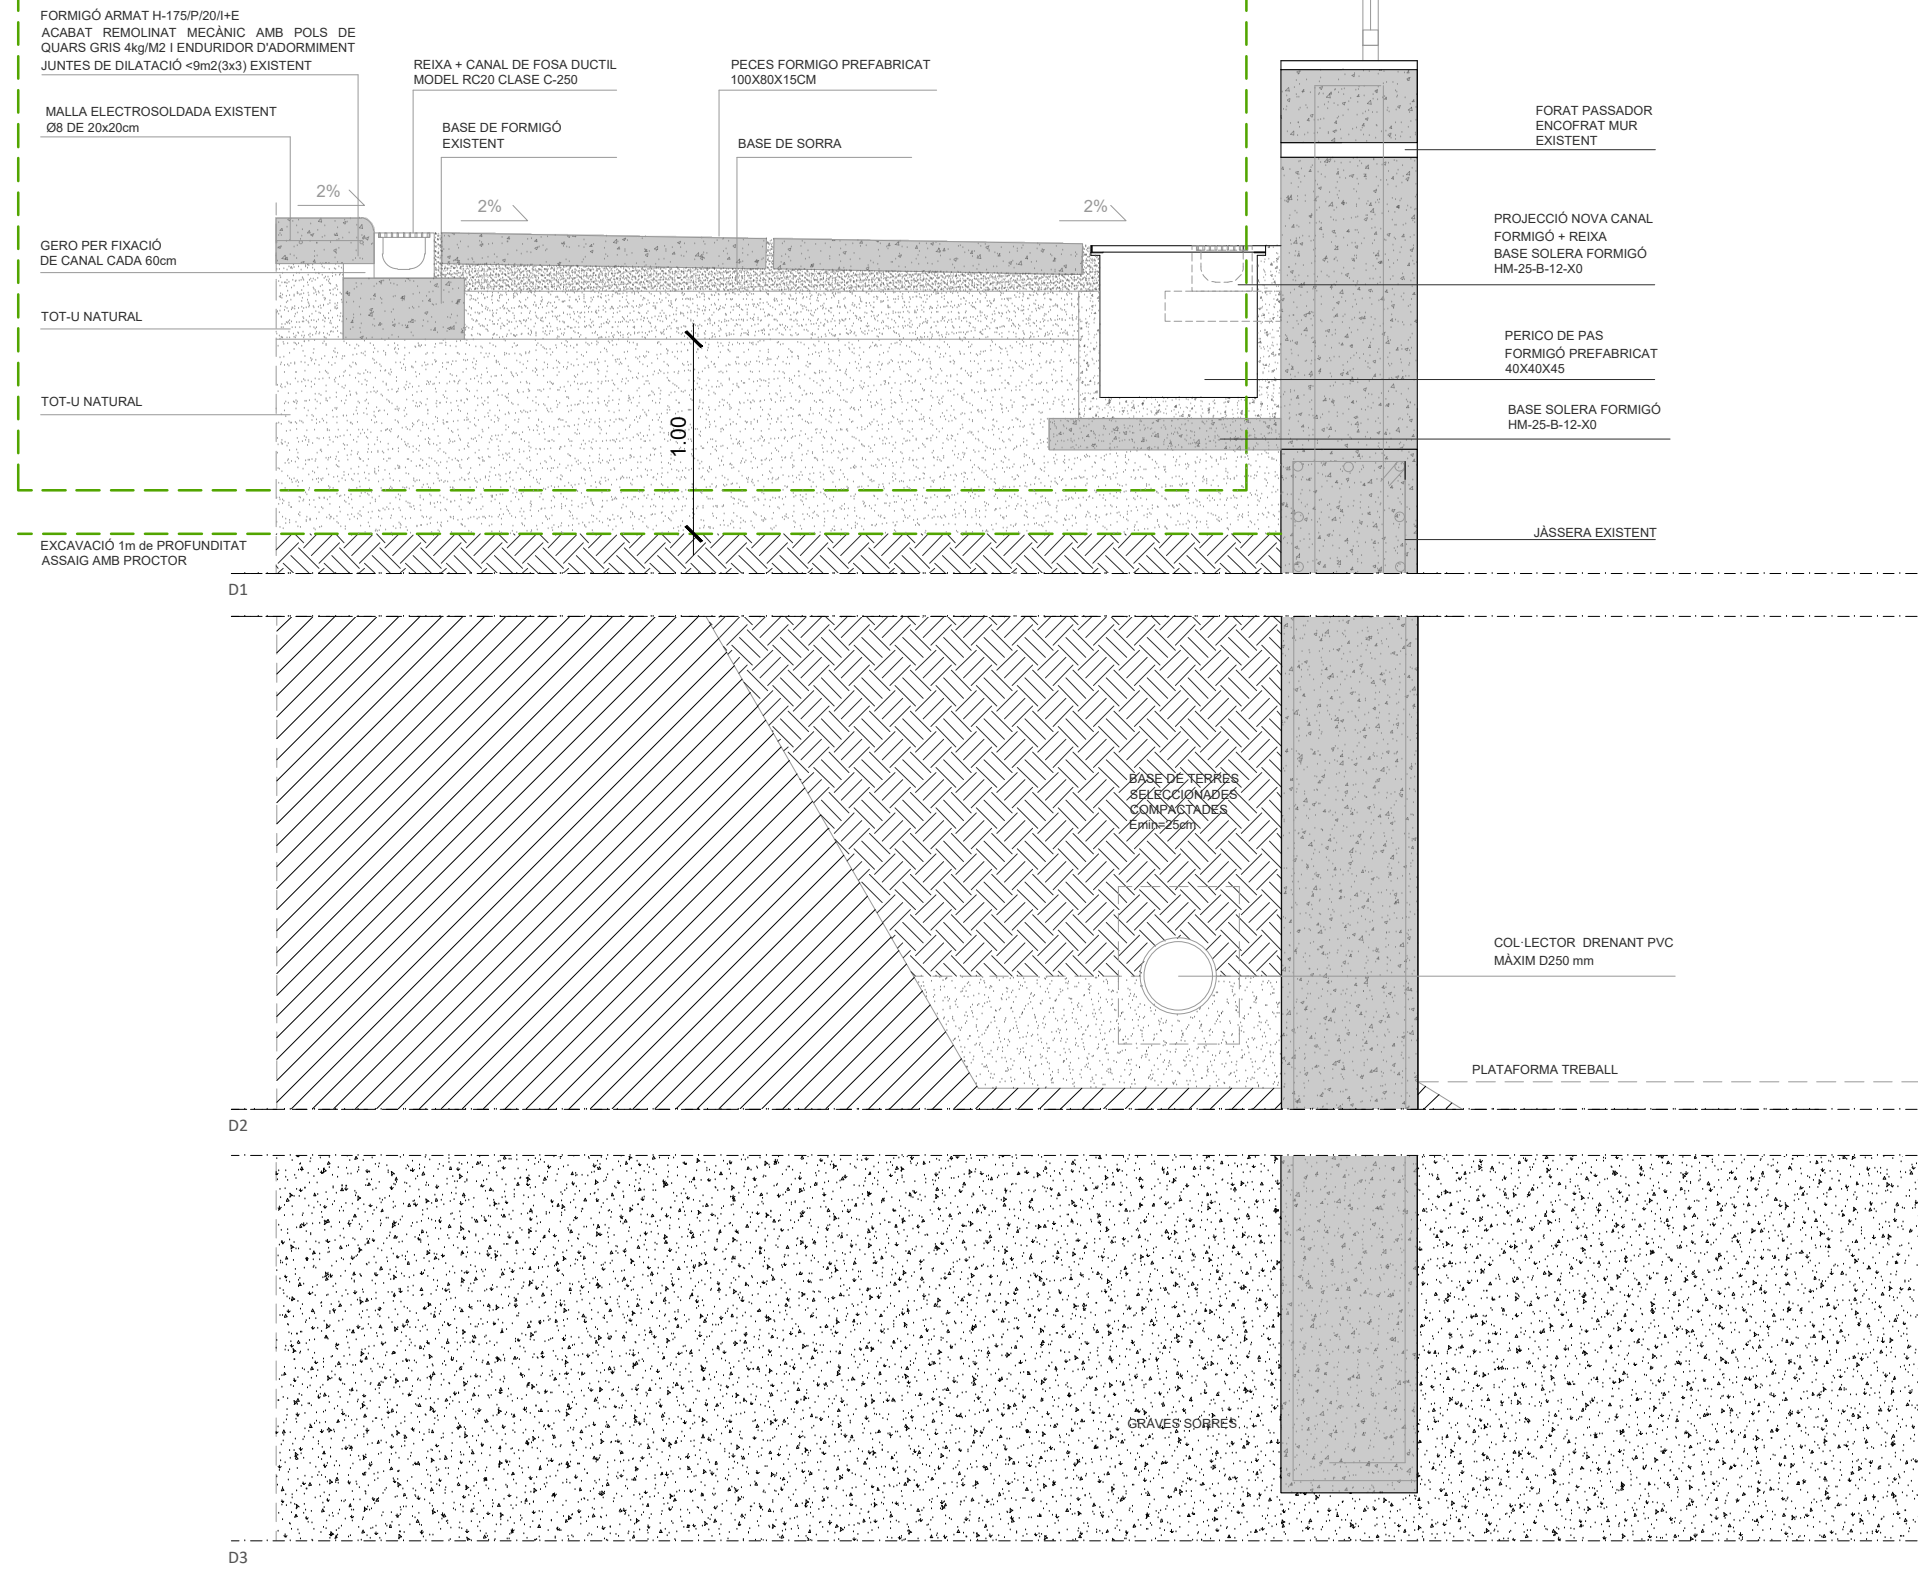 FORMIGÓ ARMAT H-175/P/20/I+E
ACABAT REMOLINAT MECÀNIC AMB POLS DE
QUARS GRIS 4kg/M2 I ENDURIDOR D'ADORMIMENT
JUNTES DE DILATACIÓ <9m2(3x3) EXISTENT
MALLA ELECTROSOLDADA EXISTENT
Ø8 DE 20x20cm
REIXA + CANAL DE FOSA DUCTIL
MODEL RC20 CLASE C-250
BASE DE FORMIGÓ
EXISTENT
PECES FORMIGO PREFABRICAT
100X80X15CM
BASE DE SORRA
FORAT PASSADOR
ENCOFRAT MUR
EXISTENT
2%
2%
2%
GERO PER FIXACIÓ
DE CANAL CADA 60cm
TOT-U NATURAL
TOT-U NATURAL
PROJECCIÓ NOVA CANAL
FORMIGÓ + REIXA
BASE SOLERA FORMIGÓ
HM-25-B-12-X0
PERICO DE PAS
FORMIGÓ PREFABRICAT
40X40X45
BASE SOLERA FORMIGÓ
HM-25-B-12-X0
1.00
JÀSSERA EXISTENT
EXCAVACIÓ 1m de PROFUNDITAT
ASSAIG AMB PROCTOR
D1
BASE DE TERRES
SELECCIONADES
COMPACTADES
Emin=25cm
COL·LECTOR DRENANT PVC
MÀXIM D250 mm
PLATAFORMA TREBALL
D2
GRAVES SORRES
D3